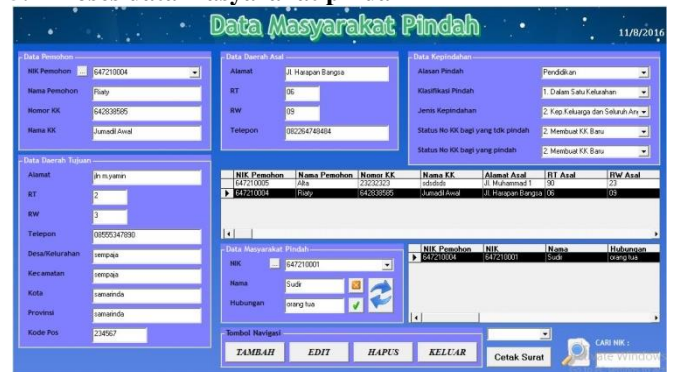 Data Masyarakat Pindah
11/8/2016
Data Pemohon
NIK Pemohon ... 647210004
Nama Pemohon Riaty
Nomor KK 642838585
Nama KK Jumadil Awal
Data Daerah Asal
Alamat Jl. Harapan Bangsa
RT 06
RW 09
Telepon 082264748484
Data Kepindahan
Alasan Pindah Pendidikan
Klasifikasi Pindah 1. Dalam Satu Kelurahan
Jenis Kepindahan 2. Kep Keluarga dan Seluruh Ang
Status No KK bagi yang tdk pindah 2. Membuat KK Baru
Status No KK bagi yang pindah 2. Membuat KK Baru
Data Daerah Tujuan
Alamat jln m.yamin
RT 2
RW 3
Telepon 08555347890
Desa/Kelurahan sempaja
Kecamatan sempaja
Kota samarinda
Provinsi samarinda
Kode Pos 234567
NIK Pemohon Nama Pemohon Nomor KK Nama KK Alamat Asal RT Asal RW Asal
647210005 Alta 23232323 sdsdsds Jl. Muhammad 1 90 23
647210004 Riaty 642838585 Jumadil Awal Jl. Harapan Bangsa 06 09
Data Masyarakat Pindah
NIK ... 647210001
Nama Sudir
Hubungan orang tua
NIK Pemohon NIK Nama Hubungan
647210004 647210001 Sudir orang tua
Tombol Navigasi
TAMBAH EDIT HAPUS KELUAR
Cetak Surat
CARI NIK :